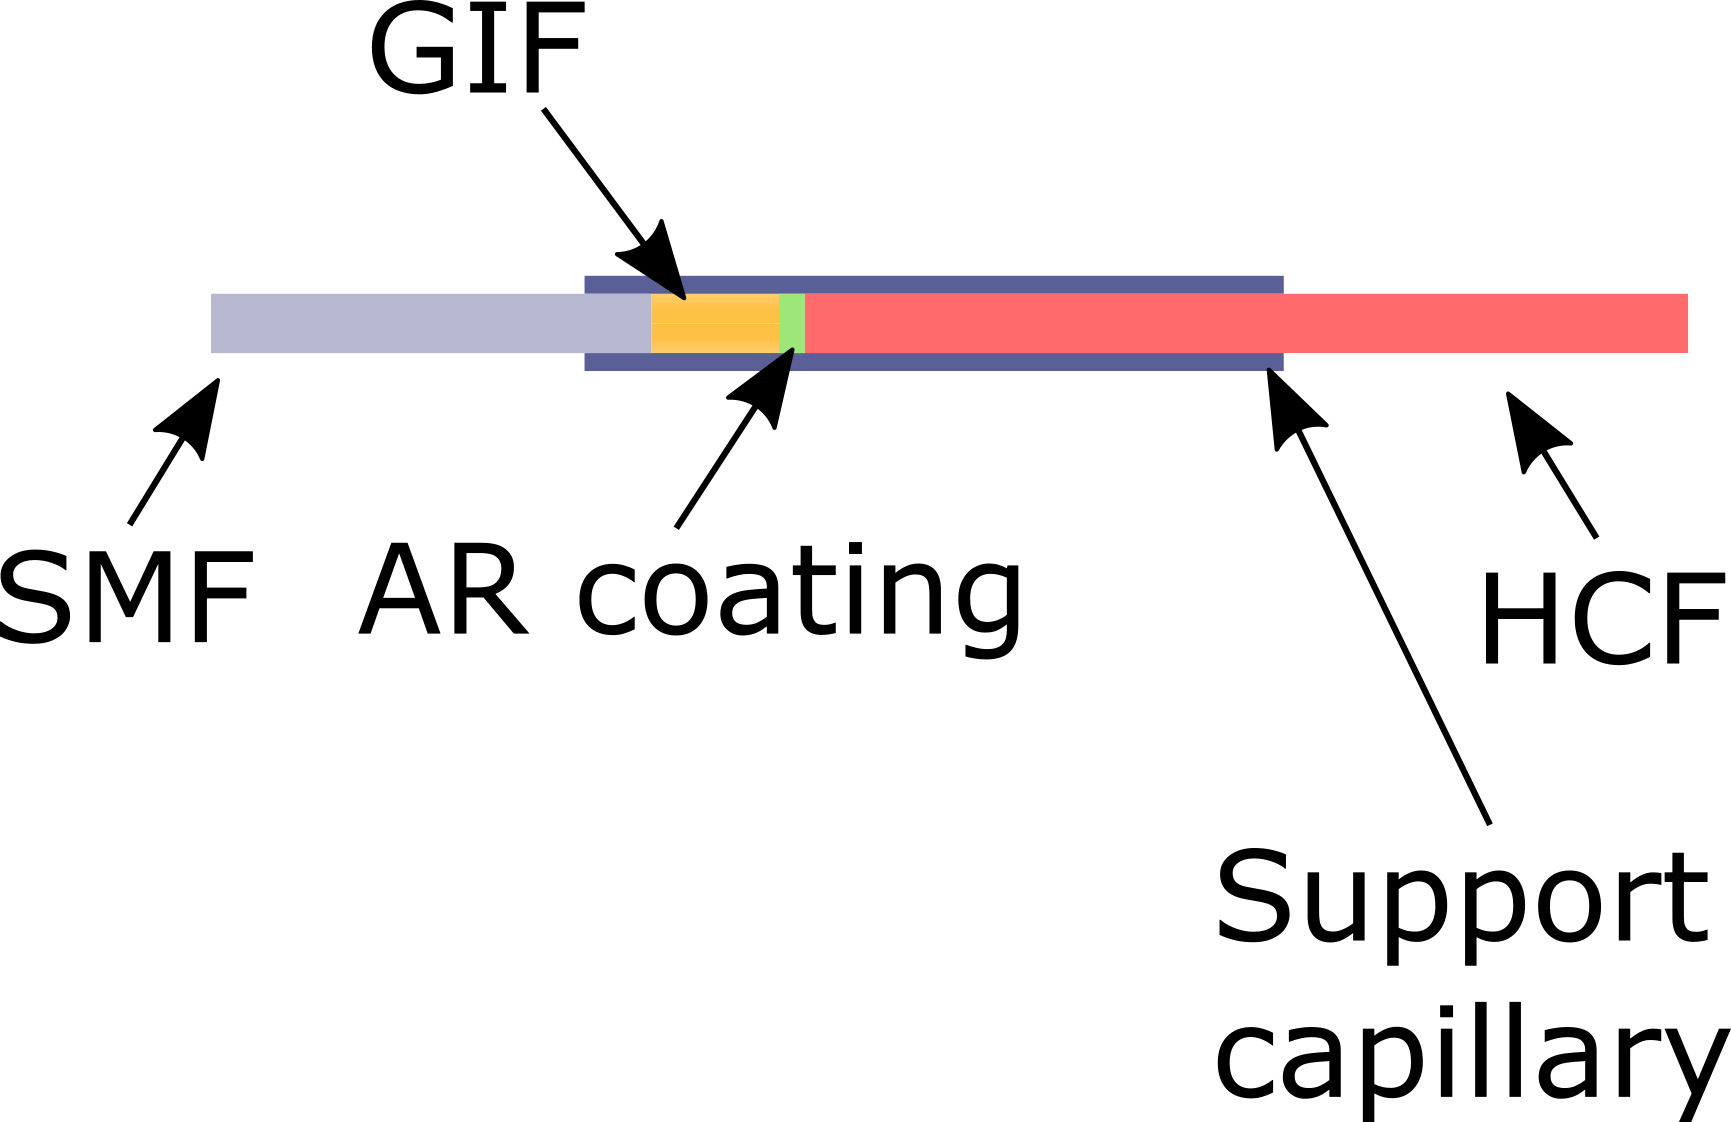 GIF
SMF
AR coating
HCF
Support
capillary